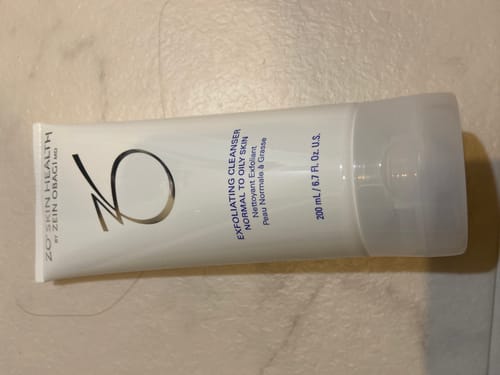 ZO® SKIN HEALTH
BY ZEIN OBAGI MD
ZO
EXFOLIATING CLEANSER
NORMAL TO OILY SKIN
Nettoyant Exfoliant
Peau Normale à Grasse
200 mL / 6.7 Fl. Oz. U.S.